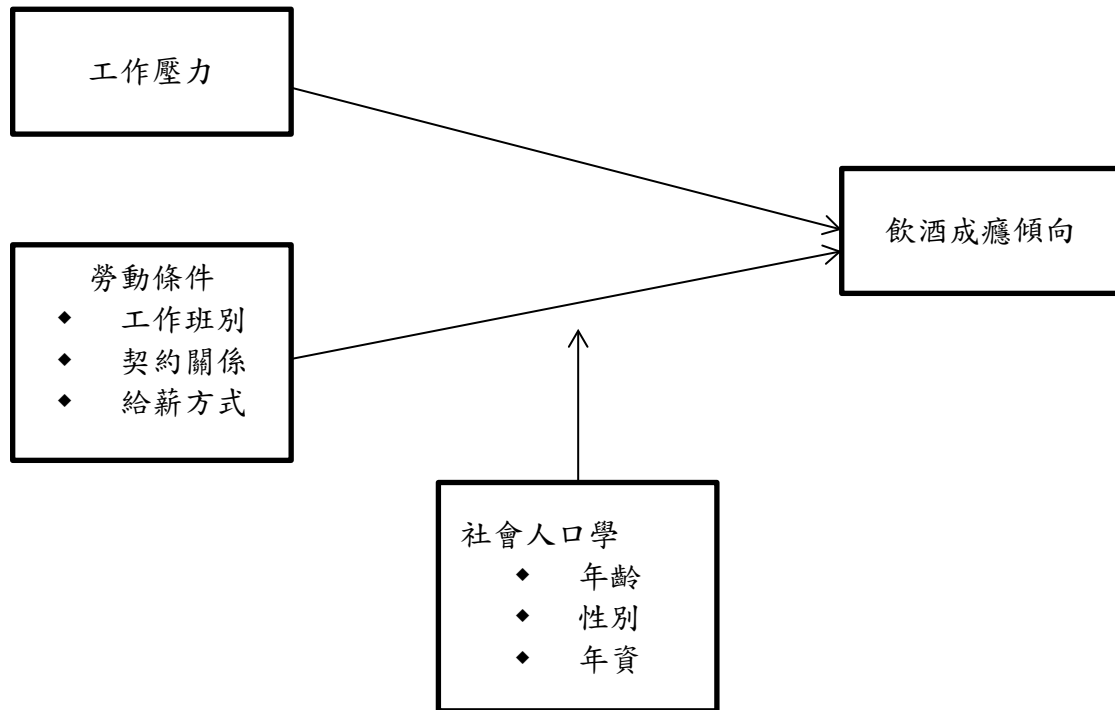 工作壓力
飲酒成癮傾向
勞動條件
◆ 工作班別
◆ 契約關係
◆ 給薪方式
社會人口學
◆ 年齡
◆ 性別
◆ 年資